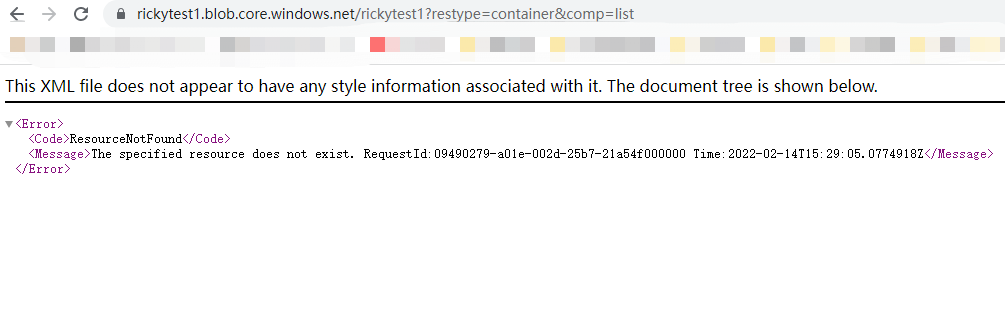 rickytest1.blob.core.windows.net/rickytest1?restype=container&comp=list
This XML file does not appear to have any style information associated with it. The document tree is shown below.
▼<Error>
<Code>ResourceNotFound</Code>
<Message>The specified resource does not exist. RequestId:09490279-a01e-002d-25b7-21a54f000000 Time:2022-02-14T15:29:05.0774918Z</Message>
</Error>